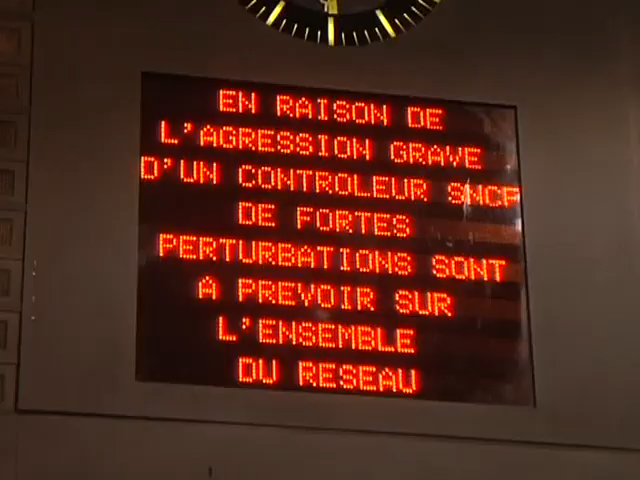 EN RAISON DE
L'AGRESSION GRAVE
D'UN CONTROLEUR SNCF
DE FORTES
PERTURBATIONS SONT
A PREVOIR SUR
L'ENSEMBLE
DU RESEAU